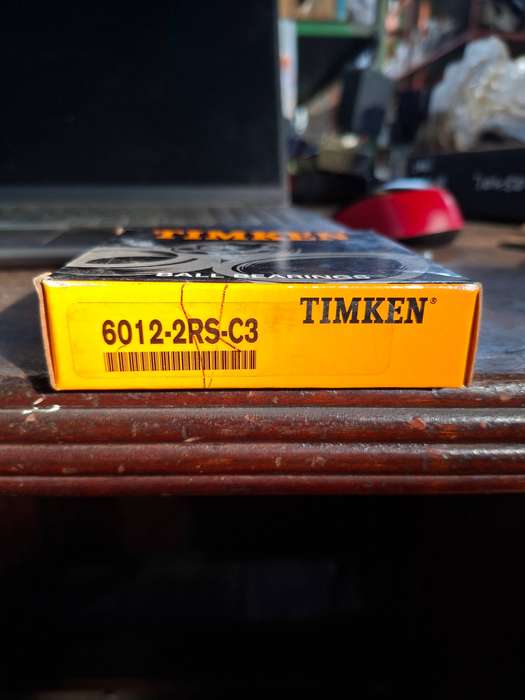 TIMKEN
BALL BEARINGS
TIMKEN®
6012-2RS-C3